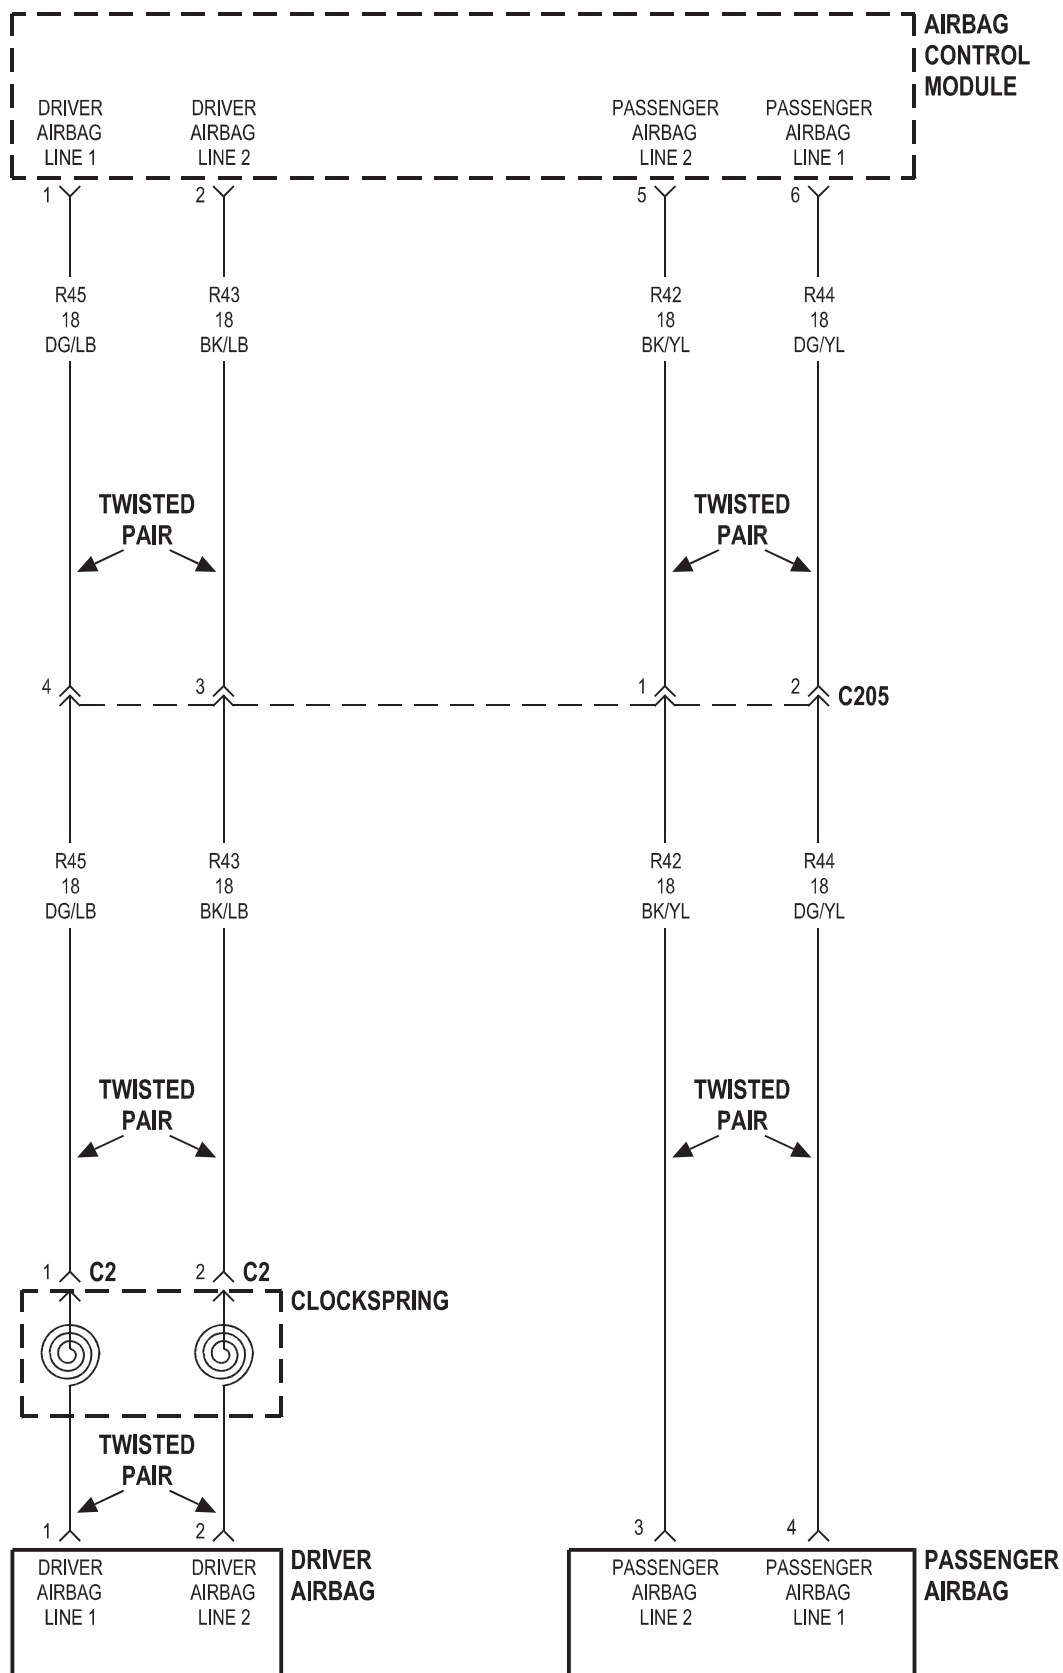 AIRBAG
CONTROL
MODULE
DRIVER
AIRBAG
LINE 1
DRIVER
AIRBAG
LINE 2
PASSENGER
AIRBAG
LINE 2
PASSENGER
AIRBAG
LINE 1
1
2
5
6
R45
18
DG/LB
R43
18
BK/LB
R42
18
BK/YL
R44
18
DG/YL
TWISTED
PAIR
TWISTED
PAIR
4
3
1
2
C205
R45
18
DG/LB
R43
18
BK/LB
R42
18
BK/YL
R44
18
DG/YL
TWISTED
PAIR
TWISTED
PAIR
1
C2
2
C2
CLOCKSPRING
TWISTED
PAIR
1
2
3
4
DRIVER
AIRBAG
LINE 1
DRIVER
AIRBAG
LINE 2
DRIVER
AIRBAG
PASSENGER
AIRBAG
LINE 2
PASSENGER
AIRBAG
LINE 1
PASSENGER
AIRBAG